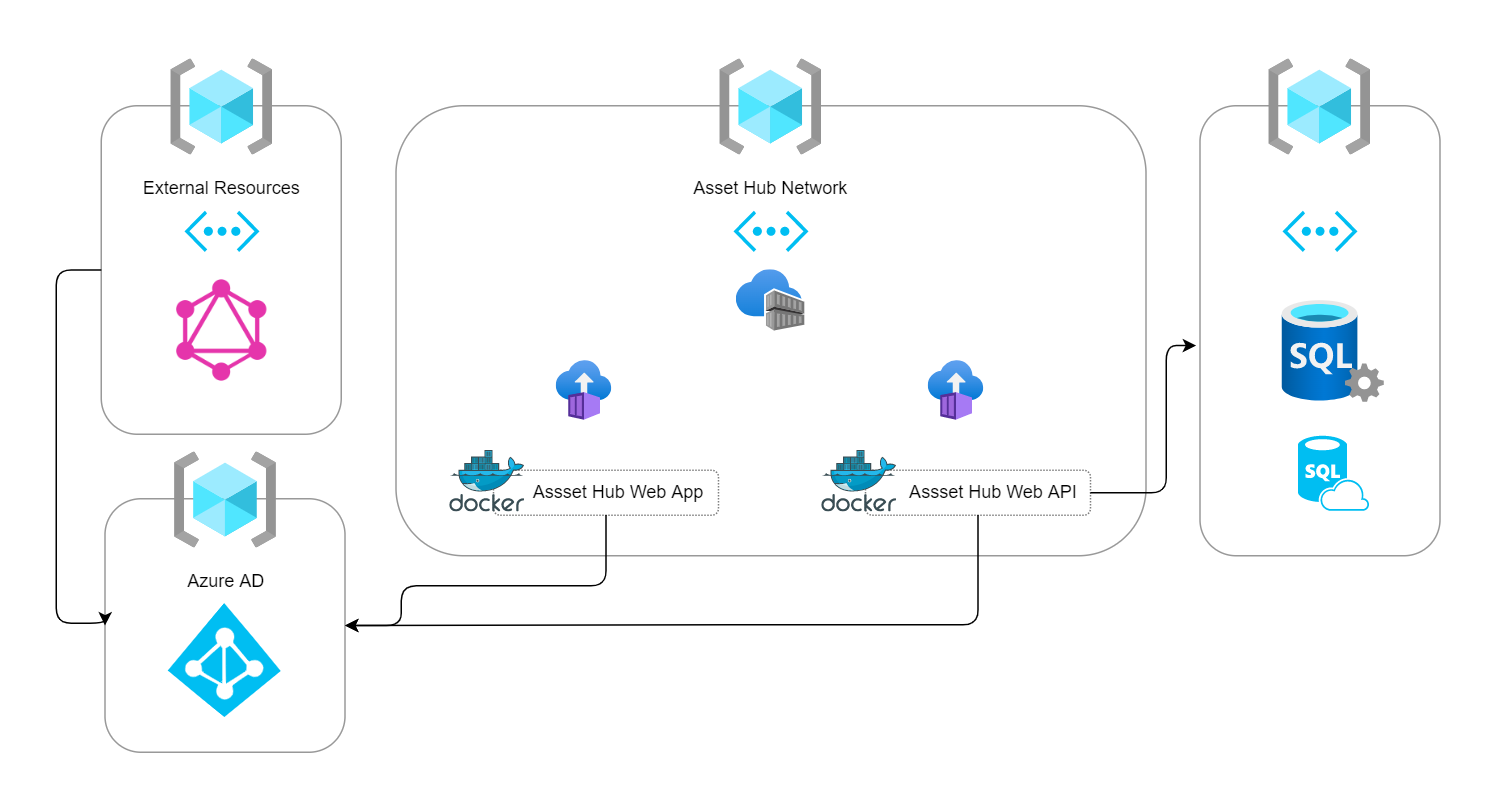 External Resources
Asset Hub Network
SQL
SQL
docker
Assset Hub Web App
docker
Assset Hub Web API
Azure AD